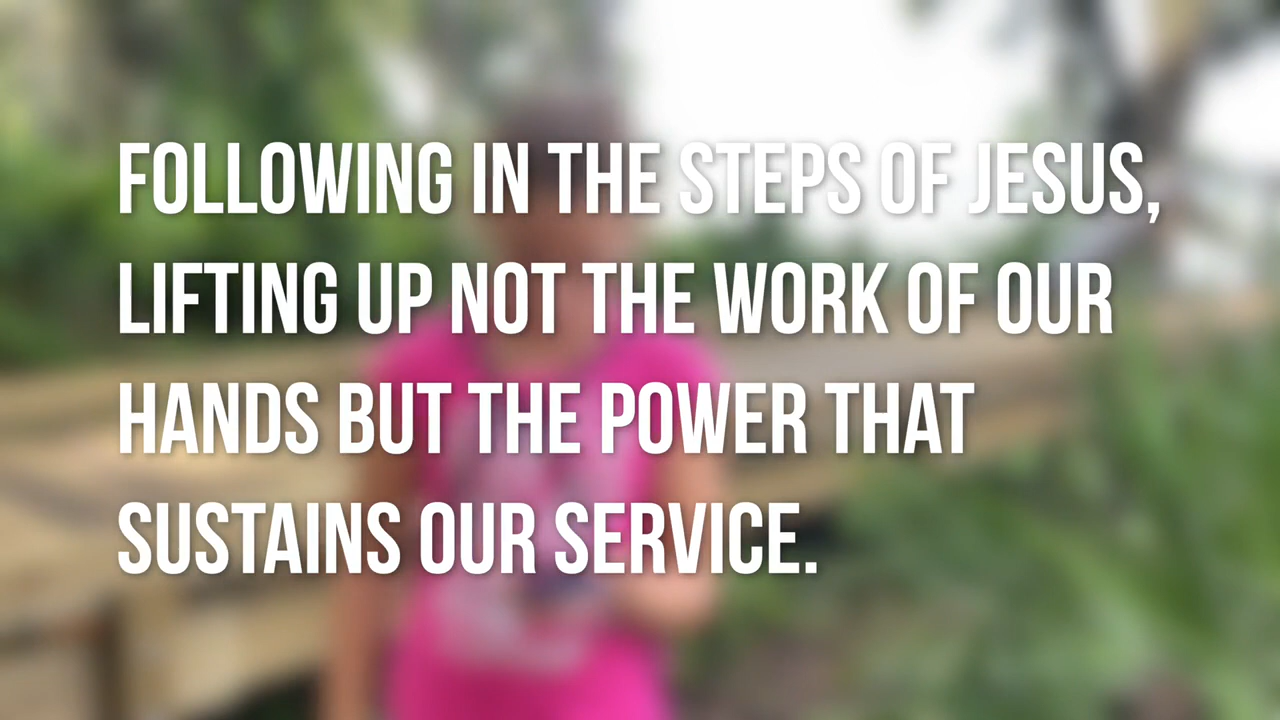 FOLLOWING IN THE STEPS OF JESUS,
LIFTING UP NOT THE WORK OF OUR
HANDS BUT THE POWER THAT
SUSTAINS OUR SERVICE.